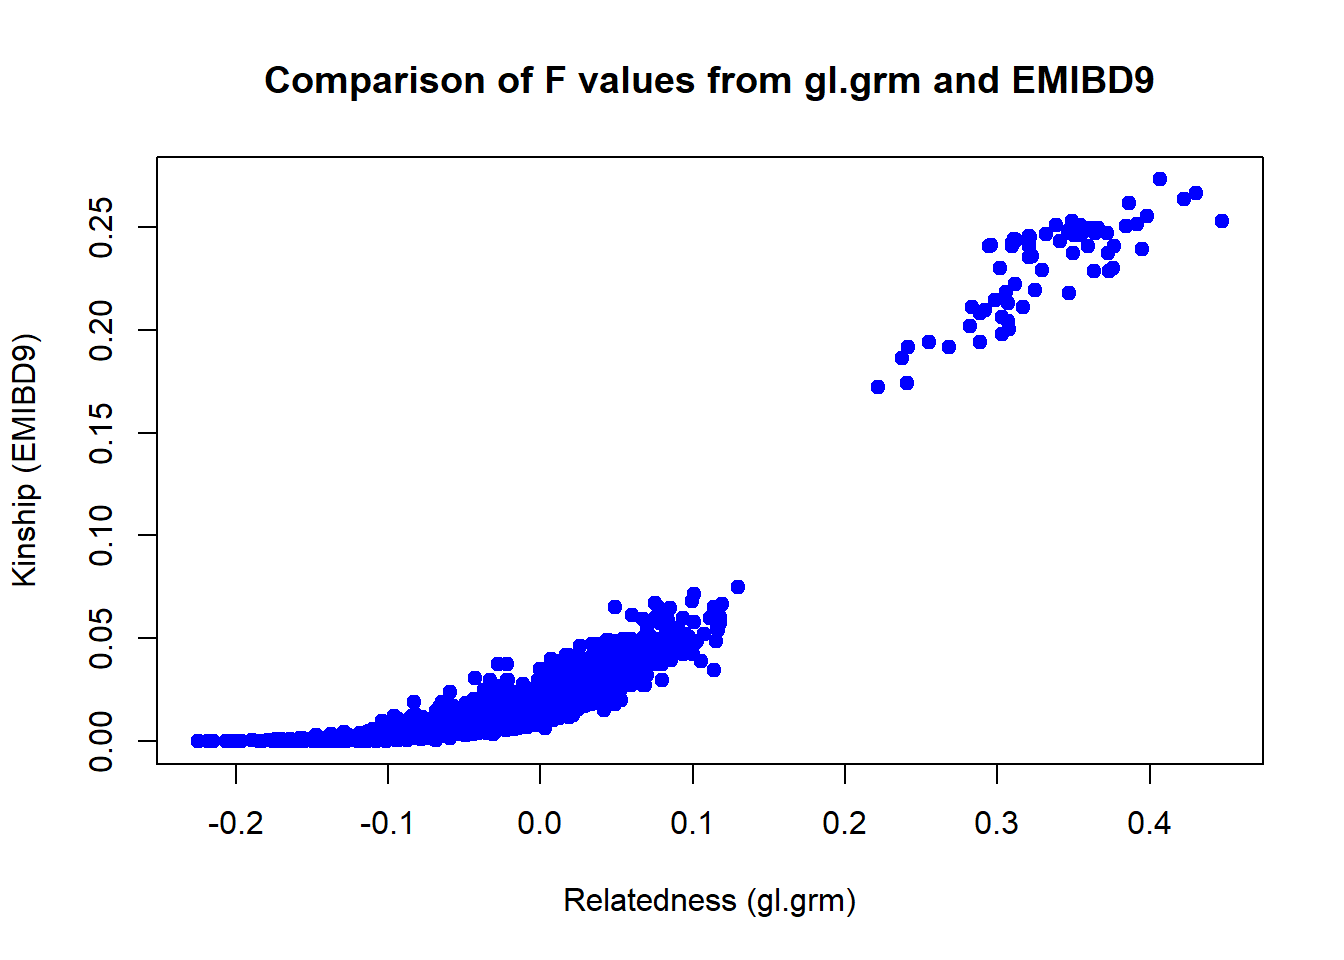 Comparison of F values from gl.grm and EMIBD9
Kinship (EMIBD9)
0.25
0.20
0.15
0.10
0.05
0.00
-0.2 -0.1 0.0 0.1 0.2 0.3 0.4
Relatedness (gl.grm)